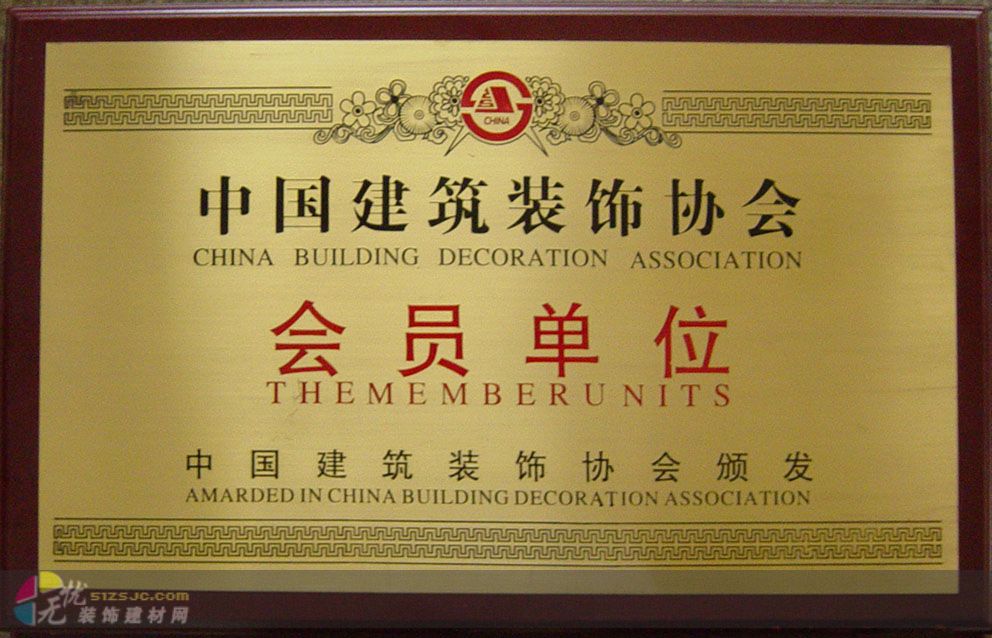 CHINA
中国建筑装饰协会
CHINA BUILDING DECORATION ASSOCIATION
会员单位
THEMEMBERUNITS
中国建筑装饰协会颁发
AMARDED IN CHINA BUILDING DECORATION ASSOCIATION
无忧 51ZSJC.com
装饰建材网